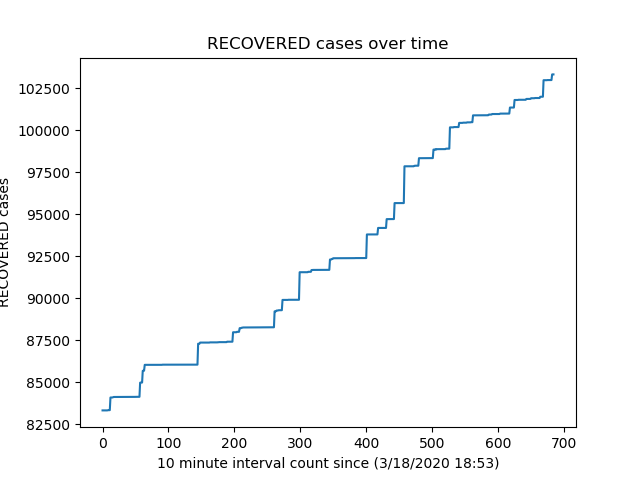 RECOVERED cases over time
102500
100000
97500
95000
92500
90000
87500
85000
82500
RECOVERED cases
0 100 200 300 400 500 600 700
10 minute interval count since (3/18/2020 18:53)